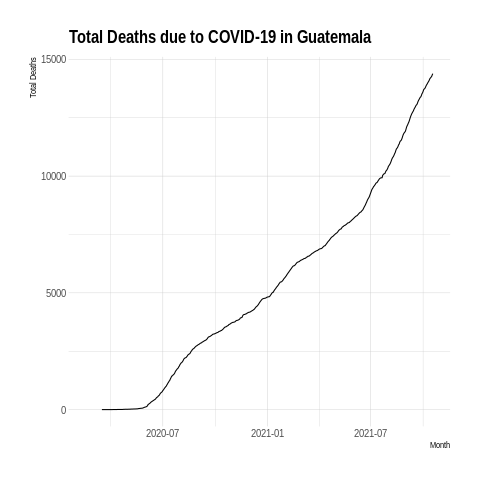 Total Deaths due to COVID-19 in Guatemala
Total Deaths
15000
10000
5000
0
2020-07 2021-01 2021-07
Month